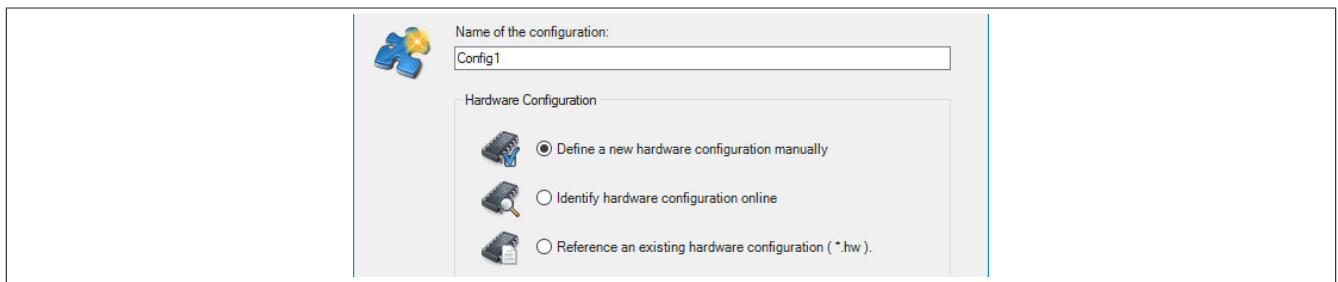 Name of the configuration:
Config1
Hardware Configuration
Define a new hardware configuration manually
Identify hardware configuration online
Reference an existing hardware configuration ( *.hw ).